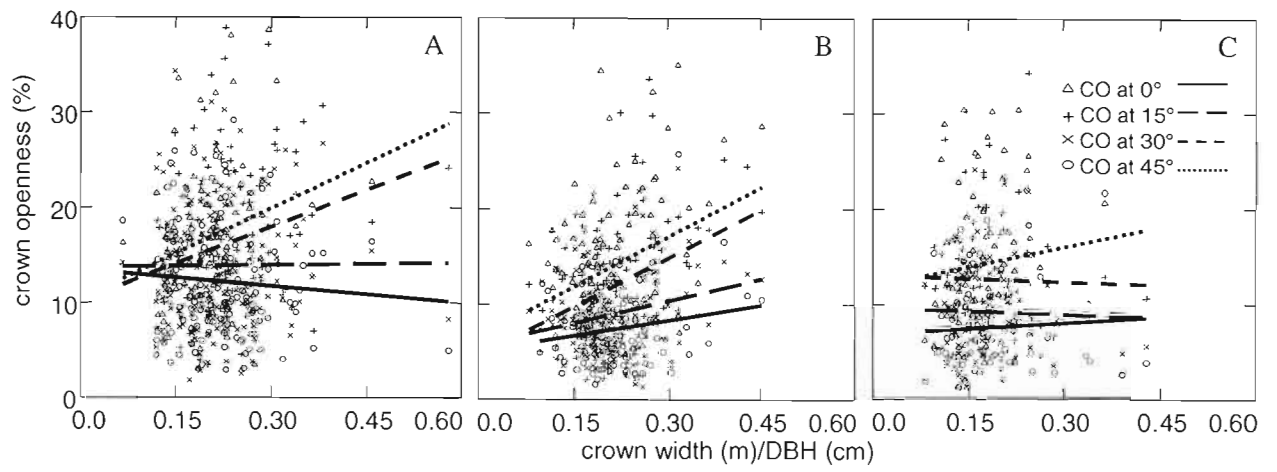 crown openness (%)
40
30
20
10
0
A
B
C
△ CO at 0°
+ CO at 15°
× CO at 30°
○ CO at 45°
0.0 0.15 0.30 0.45 0.60
0.0 0.15 0.30 0.45 0.60
0.0 0.15 0.30 0.45 0.60
crown width (m)/DBH (cm)